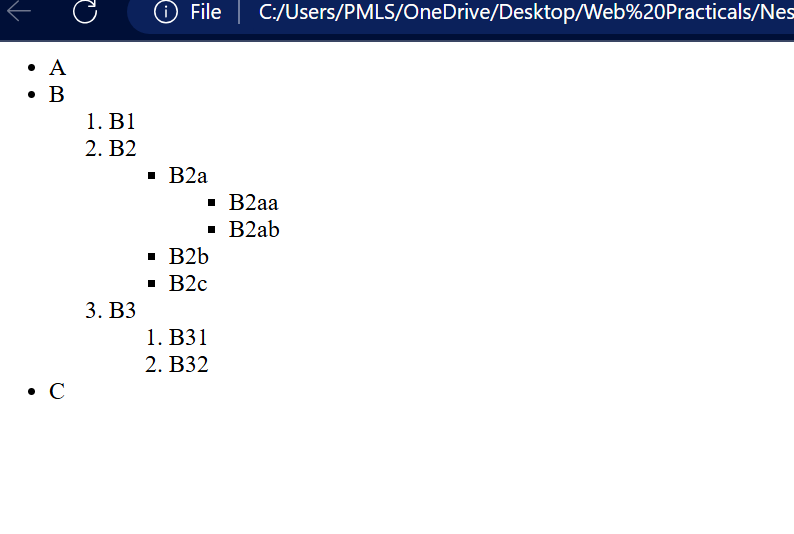 File C:/Users/PMLS/OneDrive/Desktop/Web%20Practicals/Nes
• A
• B
1. B1
2. B2
▪ B2a
▪ B2aa
▪ B2ab
▪ B2b
▪ B2c
3. B3
1. B31
2. B32
• C